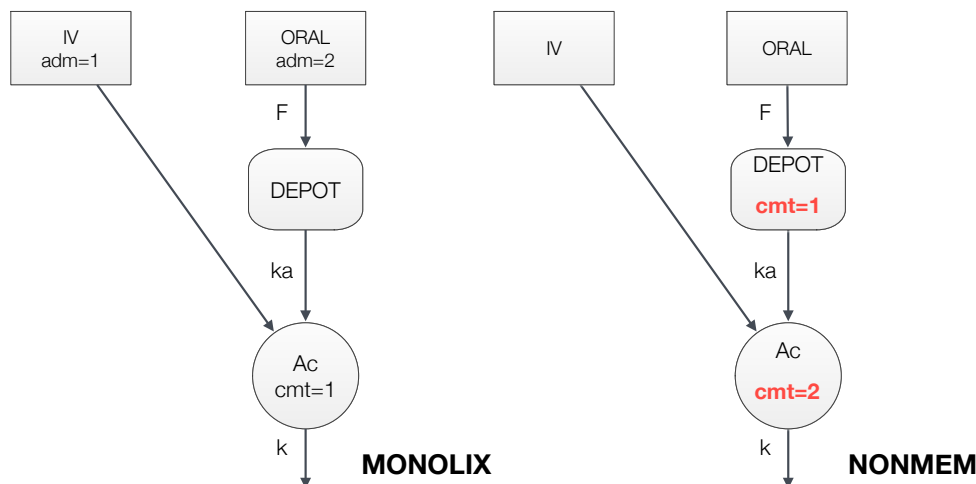 IV
adm=1
ORAL
adm=2
F
DEPOT
ka
Ac
cmt=1
k
MONOLIX
IV
ORAL
F
DEPOT
cmt=1
ka
Ac
cmt=2
k
NONMEM